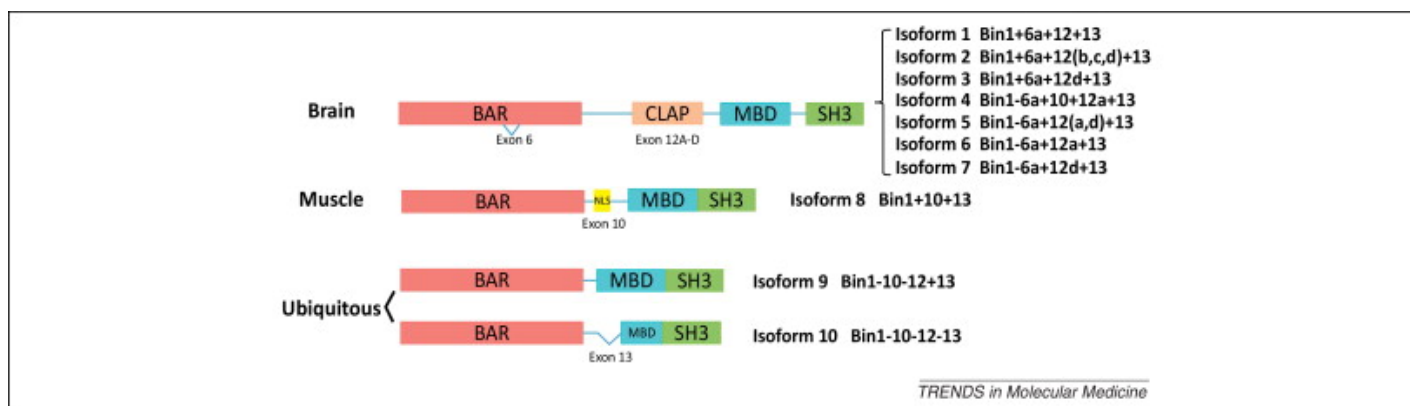 Isoform 1 Bin1+6a+12+13
Isoform 2 Bin1+6a+12(b,c,d)+13
Isoform 3 Bin1+6a+12d+13
Isoform 4 Bin1-6a+10+12a+13
Isoform 5 Bin1-6a+12(a,d)+13
Isoform 6 Bin1-6a+12a+13
Isoform 7 Bin1-6a+12d+13
Brain BAR CLAP MBD SH3
Exon 6 Exon 12A-D
Muscle BAR NLS MBD SH3 Isoform 8 Bin1+10+13
Exon 10
Ubiquitous
BAR MBD SH3 Isoform 9 Bin1-10-12+13
BAR MBD SH3 Isoform 10 Bin1-10-12-13
Exon 13
TRENDS in Molecular Medicine